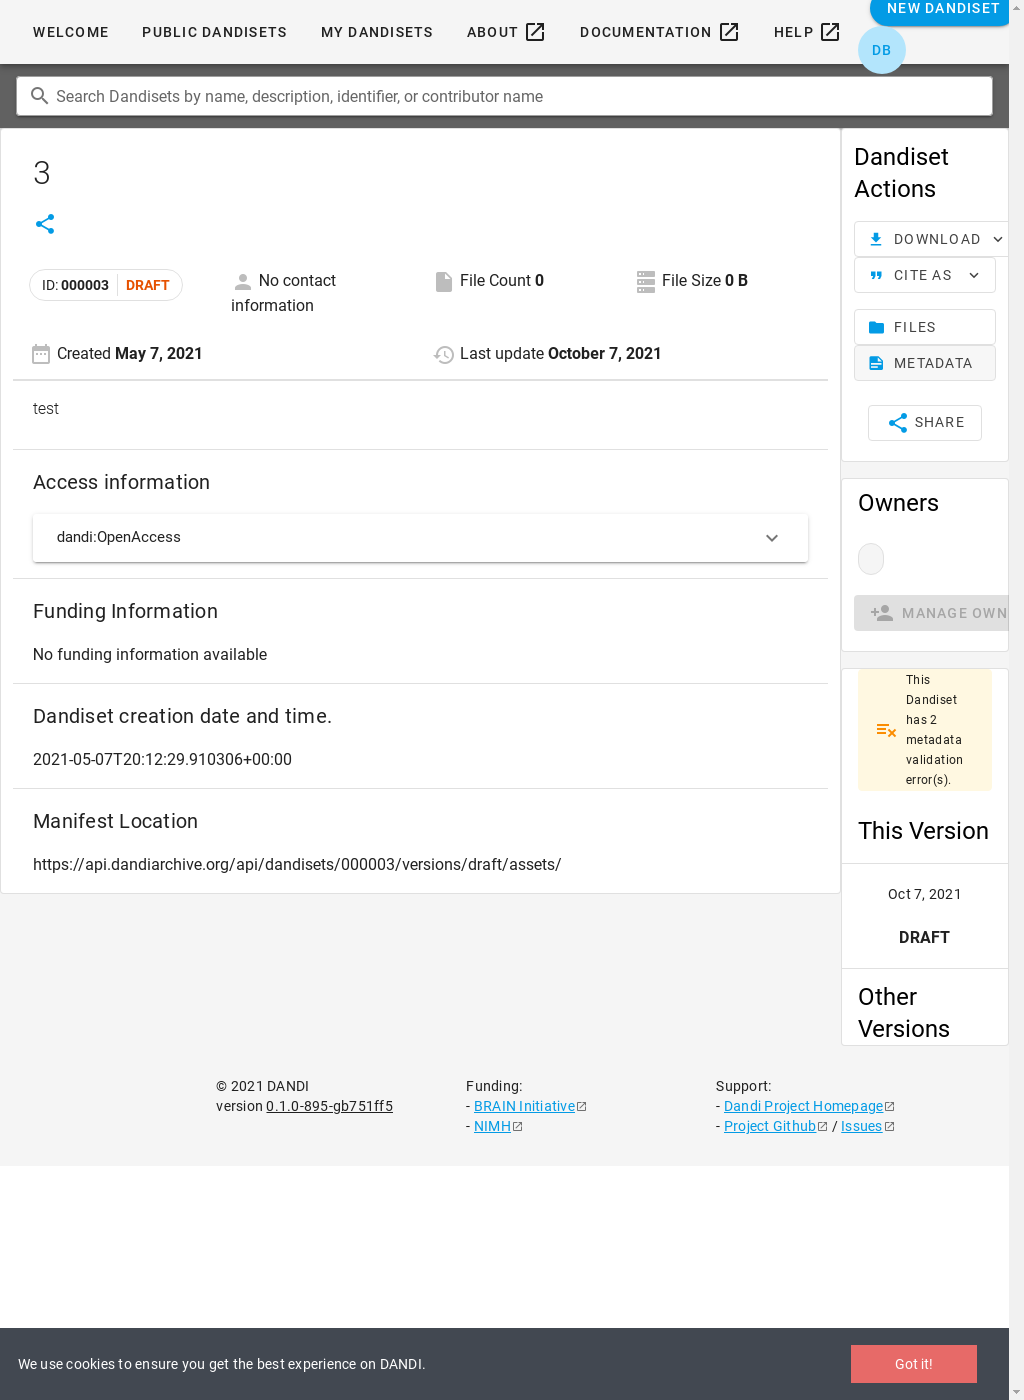 WELCOME PUBLIC DANDISETS MY DANDISETS ABOUT DOCUMENTATION HELP NEW DANDISET
DB
Search Dandisets by name, description, identifier, or contributor name
3
ID: 000003 DRAFT
No contact
information
File Count 0
File Size 0 B
Created May 7, 2021
Last update October 7, 2021
test
Access information
dandi:OpenAccess
Funding Information
No funding information available
Dandiset creation date and time.
2021-05-07T20:12:29.910306+00:00
Manifest Location
https://api.dandiarchive.org/api/dandisets/000003/versions/draft/assets/
Dandiset
Actions
DOWNLOAD
CITE AS
FILES
METADATA
SHARE
Owners
MANAGE OWN
This
Dandiset
has 2
metadata
validation
error(s).
This Version
Oct 7, 2021
DRAFT
Other
Versions
© 2021 DANDI
version 0.1.0-895-gb751ff5
Funding:
- BRAIN Initiative
- NIMH
Support:
- Dandi Project Homepage
- Project Github / Issues
We use cookies to ensure you get the best experience on DANDI.
Got it!